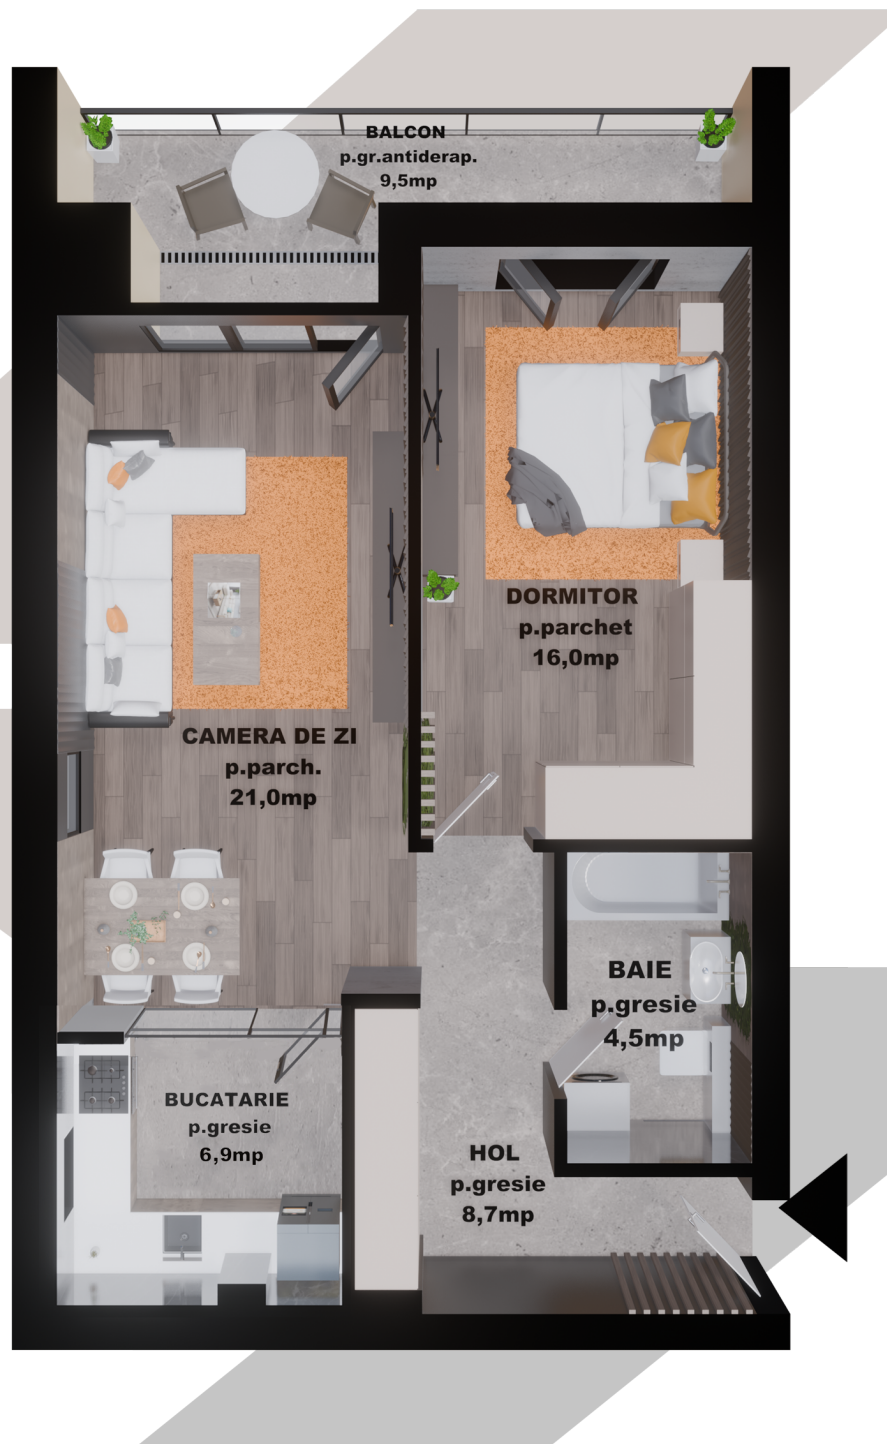 BALCON
p.gr.antiderap.
9,5mp
DORMITOR
p.parchet
16,0mp
CAMERA DE ZI
p.parch.
21,0mp
BAIE
p.gresie
4,5mp
BUCATARIE
p.gresie
6,9mp
HOL
p.gresie
8,7mp